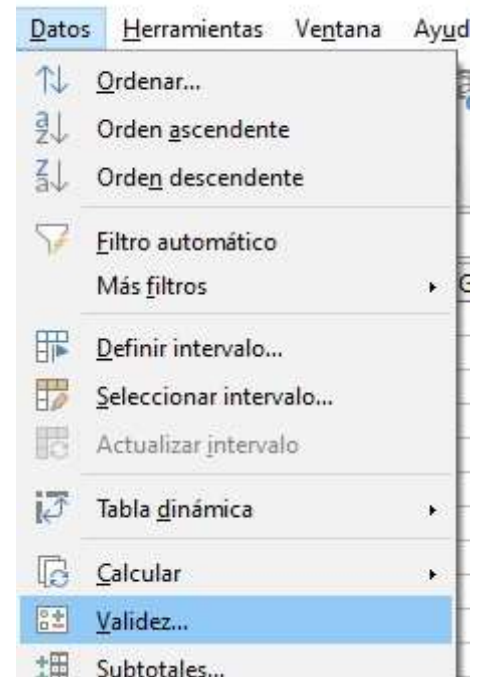 Datos Herramientas Ventana Ayud
Ordenar...
Orden ascendente
Orden descendente
Filtro automático
Más filtros
Definir intervalo...
Seleccionar intervalo...
Actualizar intervalo
Tabla dinámica
Calcular
Validez...
Subtotales...